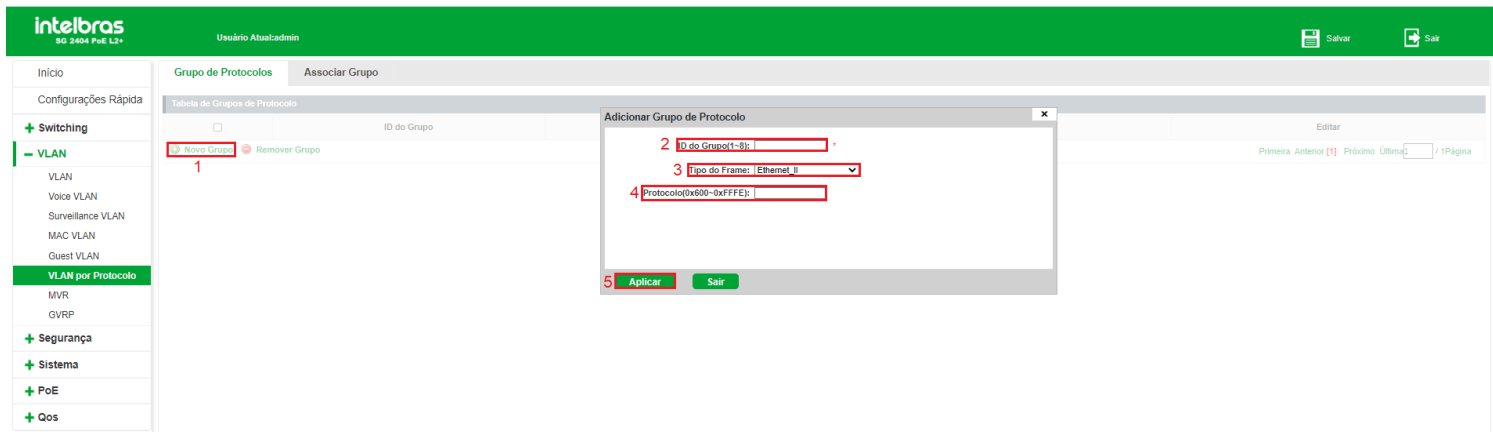 intelbras
SG 2404 PoE L2+
Usuário Atual:admin
Salvar
Sair
Início
Configurações Rápida
Switching
VLAN
VLAN
Voice VLAN
Surveillance VLAN
MAC VLAN
Guest VLAN
VLAN por Protocolo
MVR
GVRP
Segurança
Sistema
PoE
Qos
Grupo de Protocolos
Associar Grupo
Tabela de Grupos de Protocolo
ID do Grupo
Editar
Novo Grupo
Remover Grupo
1
Primeira Anterior [1] Próximo Última 1 / 1Página
Adicionar Grupo de Protocolo
x
2 ID do Grupo(1~8): *
3 Tipo do Frame: Ethernet_II
4 Protocolo(0x600~0xFFFE):
5 Aplicar Sair